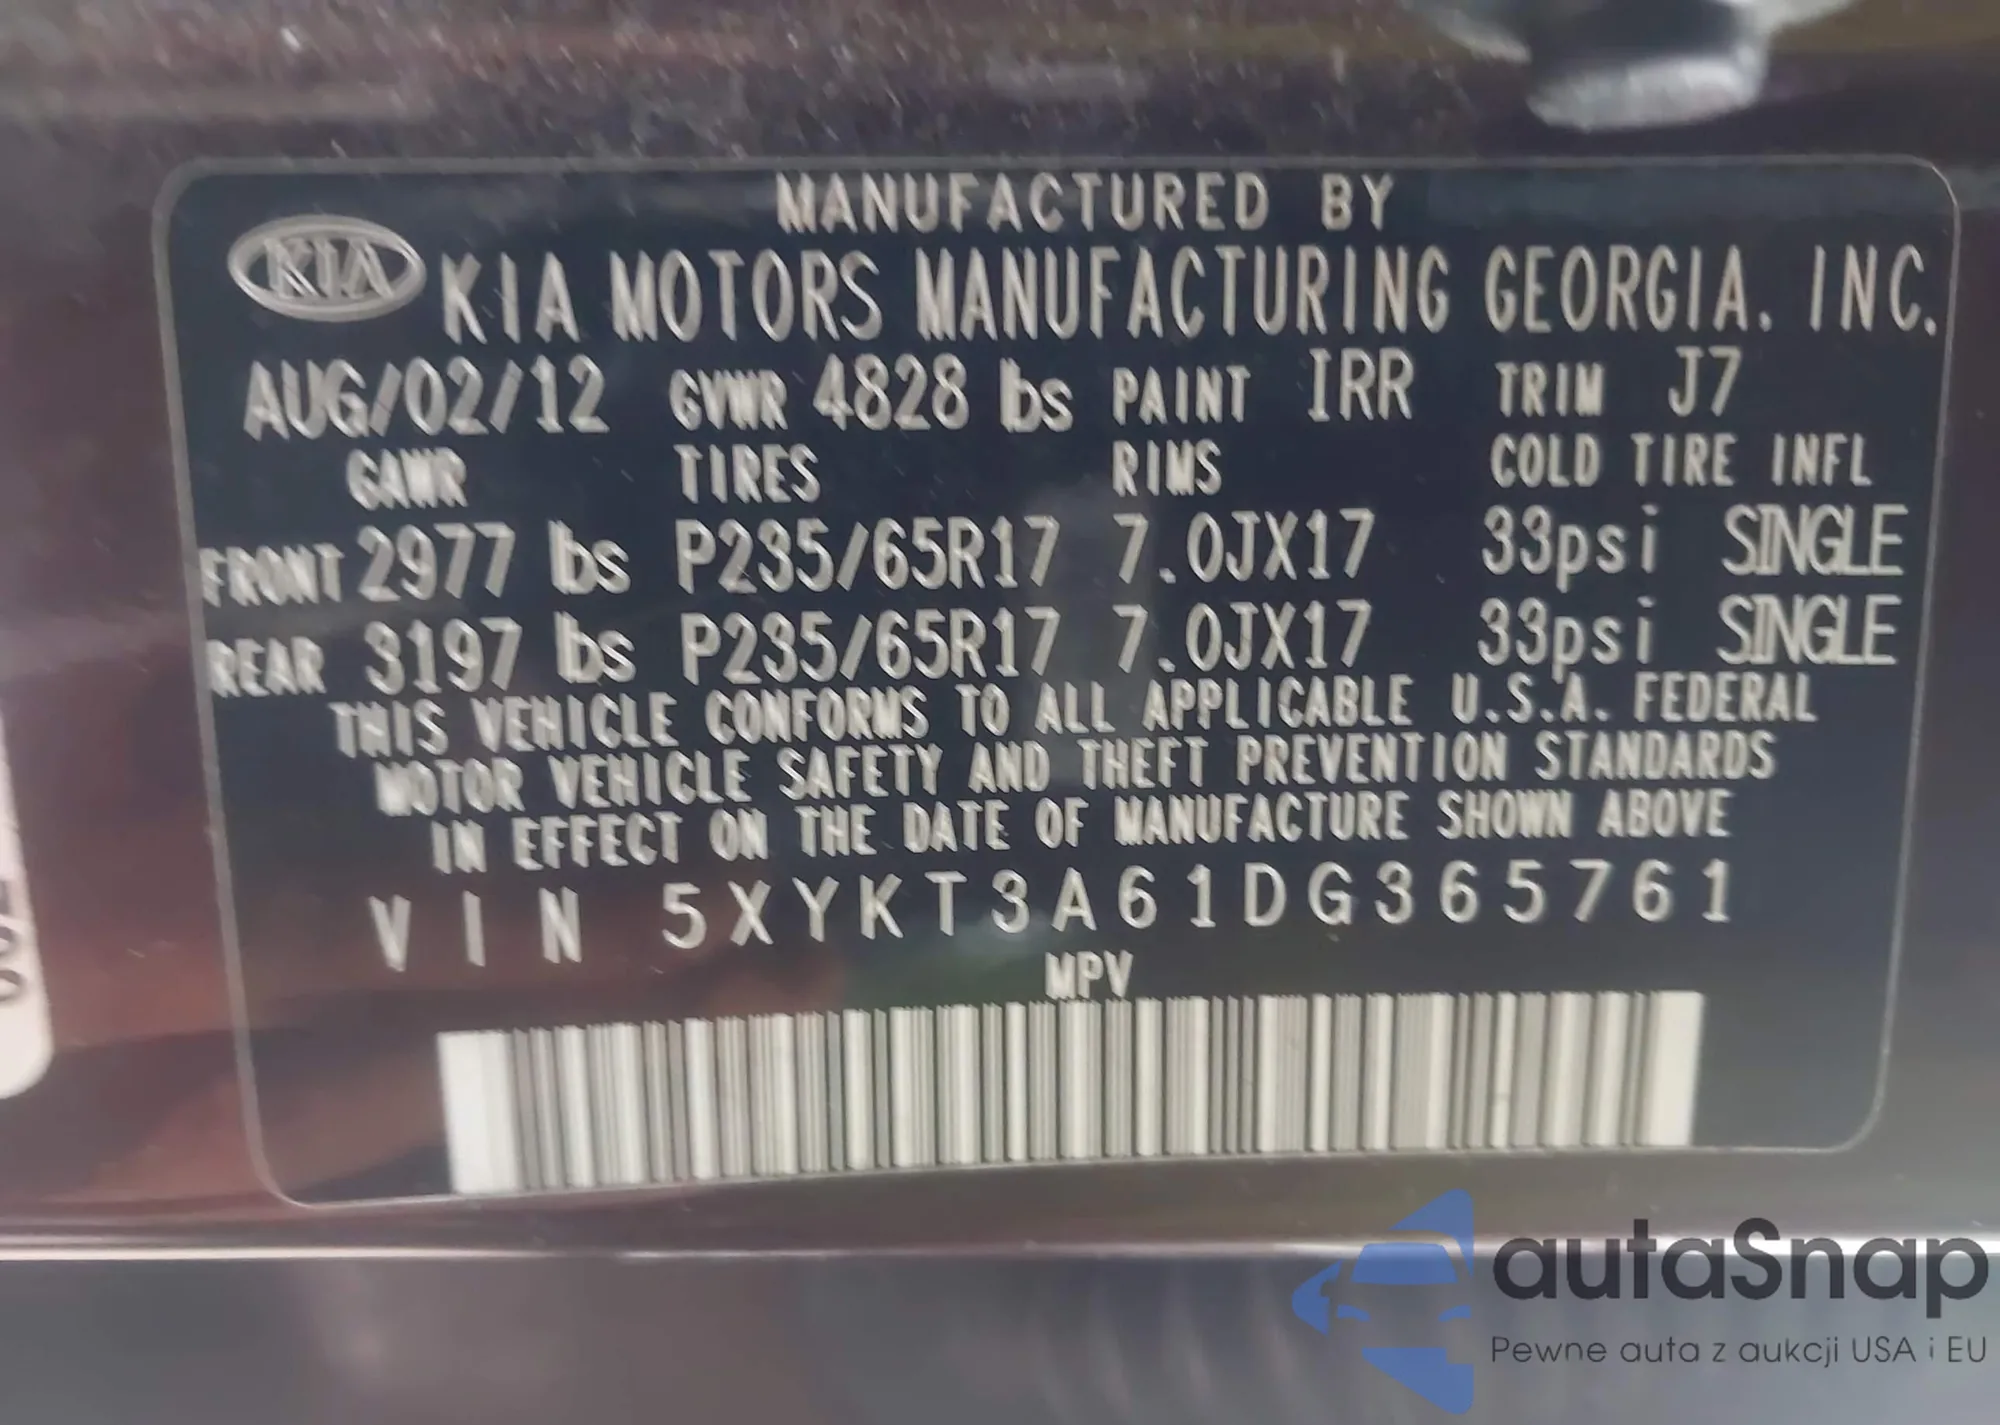 MANUFACTURED BY
KIA KIA MOTORS MANUFACTURING GEORGIA, INC.
AUG/02/12 GVWR 4828 lbs PAINT IRR TRIM J7
GAWR TIRES RIMS COLD TIRE INFL
FRONT 2977 lbs P235/65R17 7.0JX17 33psi SINGLE
REAR 3197 lbs P235/65R17 7.0JX17 33psi SINGLE
THIS VEHICLE CONFORMS TO ALL APPLICABLE U.S.A. FEDERAL
MOTOR VEHICLE SAFETY AND THEFT PREVENTION STANDARDS
IN EFFECT ON THE DATE OF MANUFACTURE SHOWN ABOVE
VIN 5XYKT3A61DG365761
MPV
autaSnap
Pewne auta z aukcji USA i EU